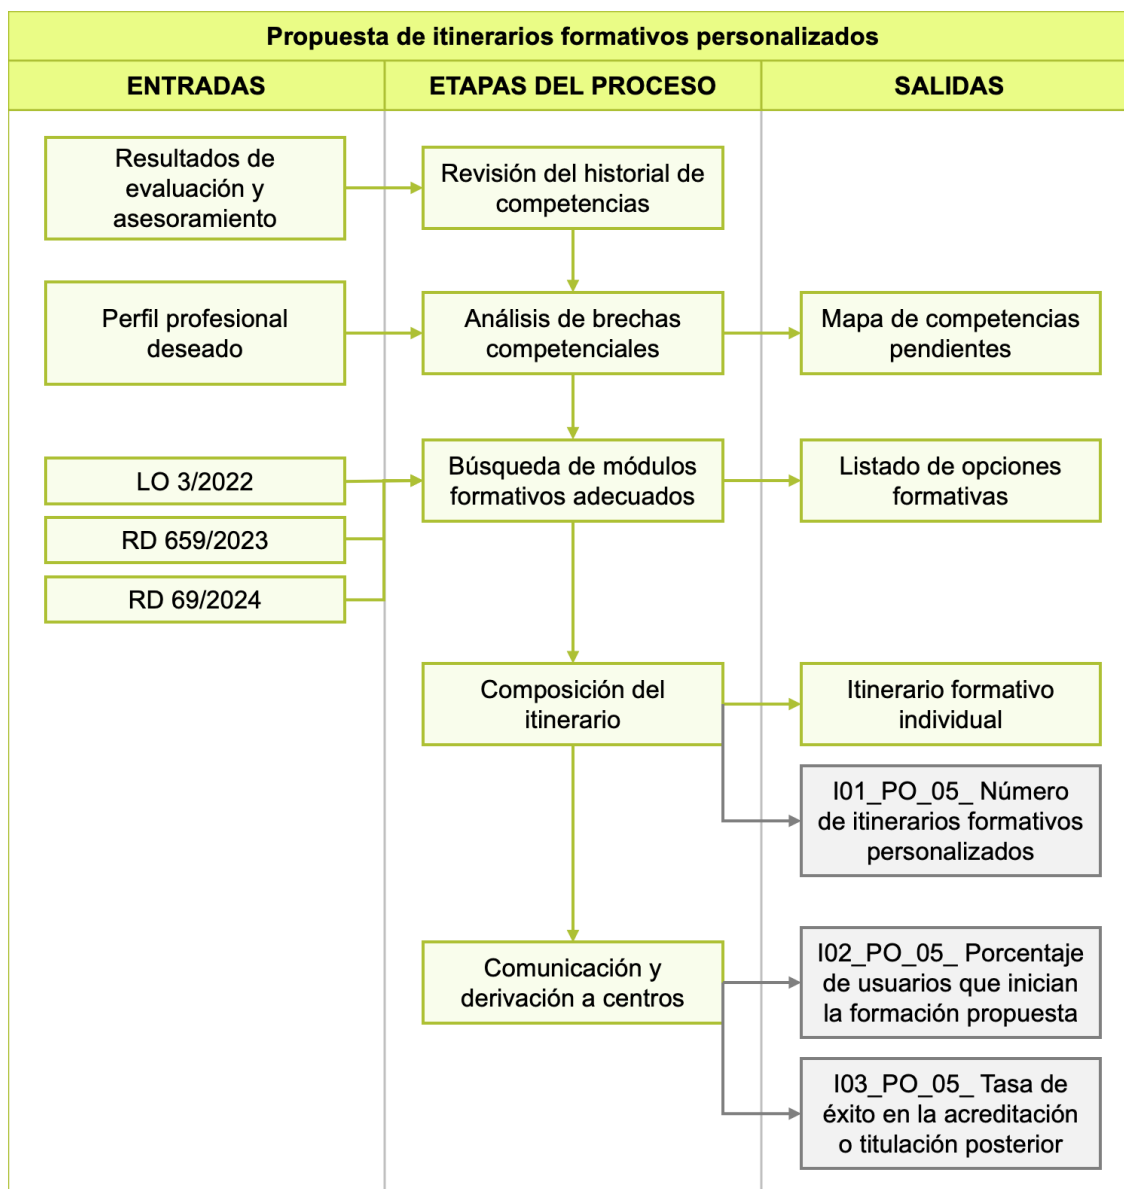 Propuesta de itinerarios formativos personalizados
ENTRADAS
ETAPAS DEL PROCESO
SALIDAS
Resultados de
evaluación y
asesoramiento
Revisión del historial de
competencias
Perfil profesional
deseado
Análisis de brechas
competenciales
Mapa de competencias
pendientes
LO 3/2022
RD 659/2023
RD 69/2024
Búsqueda de módulos
formativos adecuados
Listado de opciones
formativas
Composición del
itinerario
Itinerario formativo
individual
I01_PO_05_ Número
de itinerarios formativos
personalizados
Comunicación y
derivación a centros
I02_PO_05_ Porcentaje
de usuarios que inician
la formación propuesta
I03_PO_05_ Tasa de
éxito en la acreditación
o titulación posterior